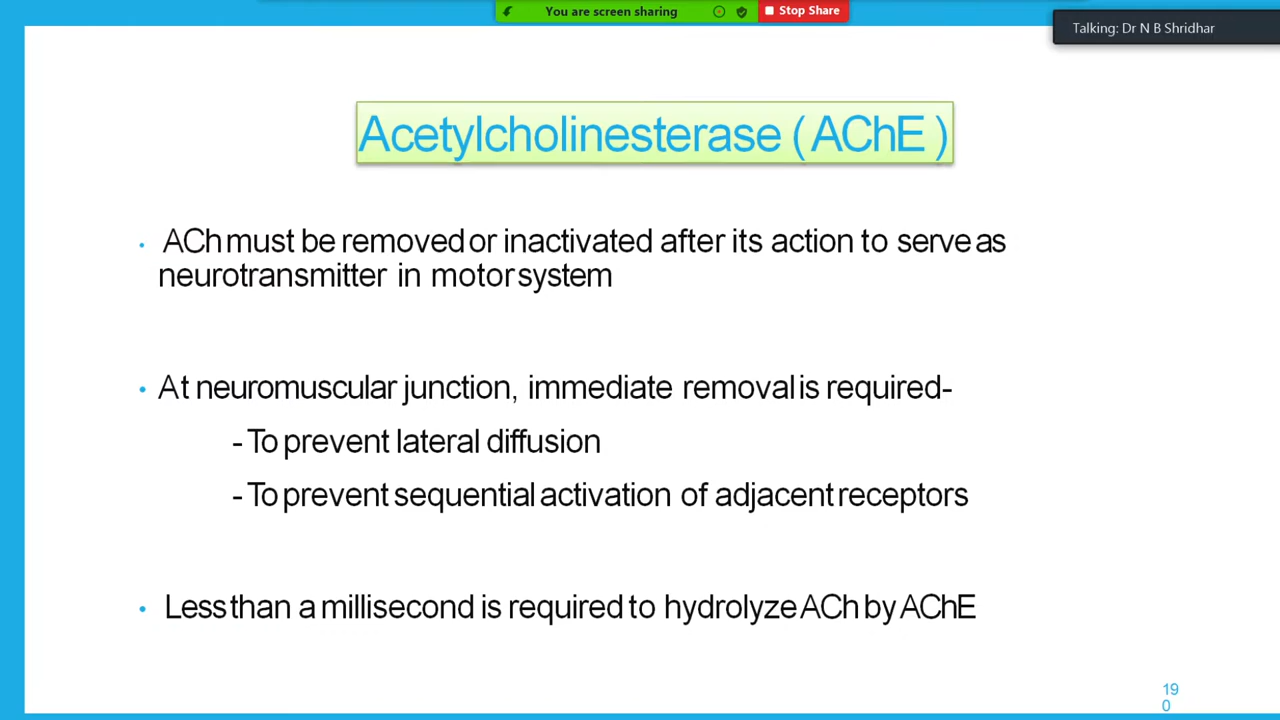 You are screen sharing
Stop Share
Talking: Dr N B Shridhar
Acetylcholinesterase (AChE )
• ACh must be removed or inactivated after its action to serve as
neurotransmitter in motor system
• At neuromuscular junction, immediate removal is required-
- To prevent lateral diffusion
- To prevent sequential activation of adjacent receptors
• Less than a millisecond is required to hydrolyze ACh by AChE
19
0